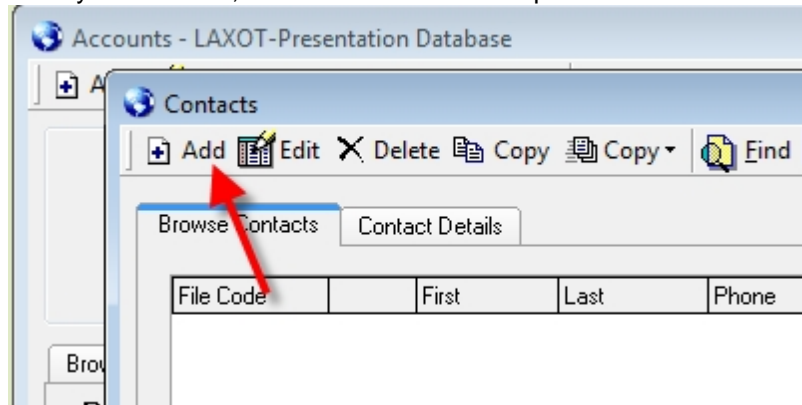 Accounts - LAXOT-Presentation Database
Contacts
Add Edit Delete Copy Copy Find
Browse Contacts Contact Details
File Code First Last Phone